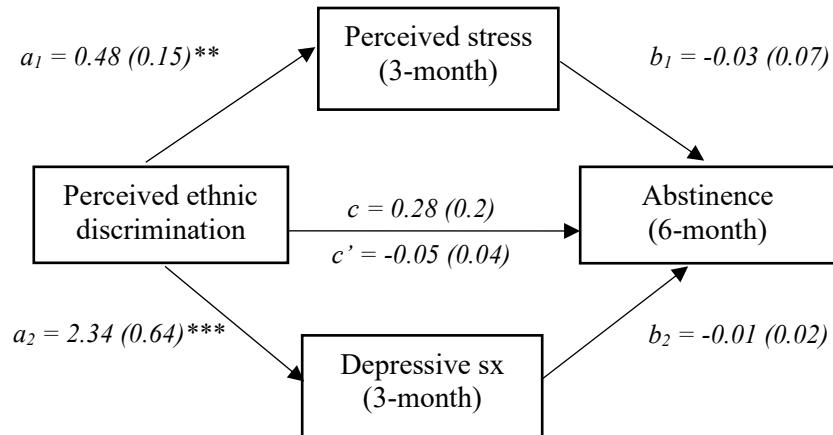 a₁ = 0.48 (0.15)**
Perceived stress
(3-month)
b₁ = -0.03 (0.07)
Perceived ethnic
discrimination
c = 0.28 (0.2)
c’ = -0.05 (0.04)
Abstinence
(6-month)
a₂ = 2.34 (0.64)***
Depressive sx
(3-month)
b₂ = -0.01 (0.02)